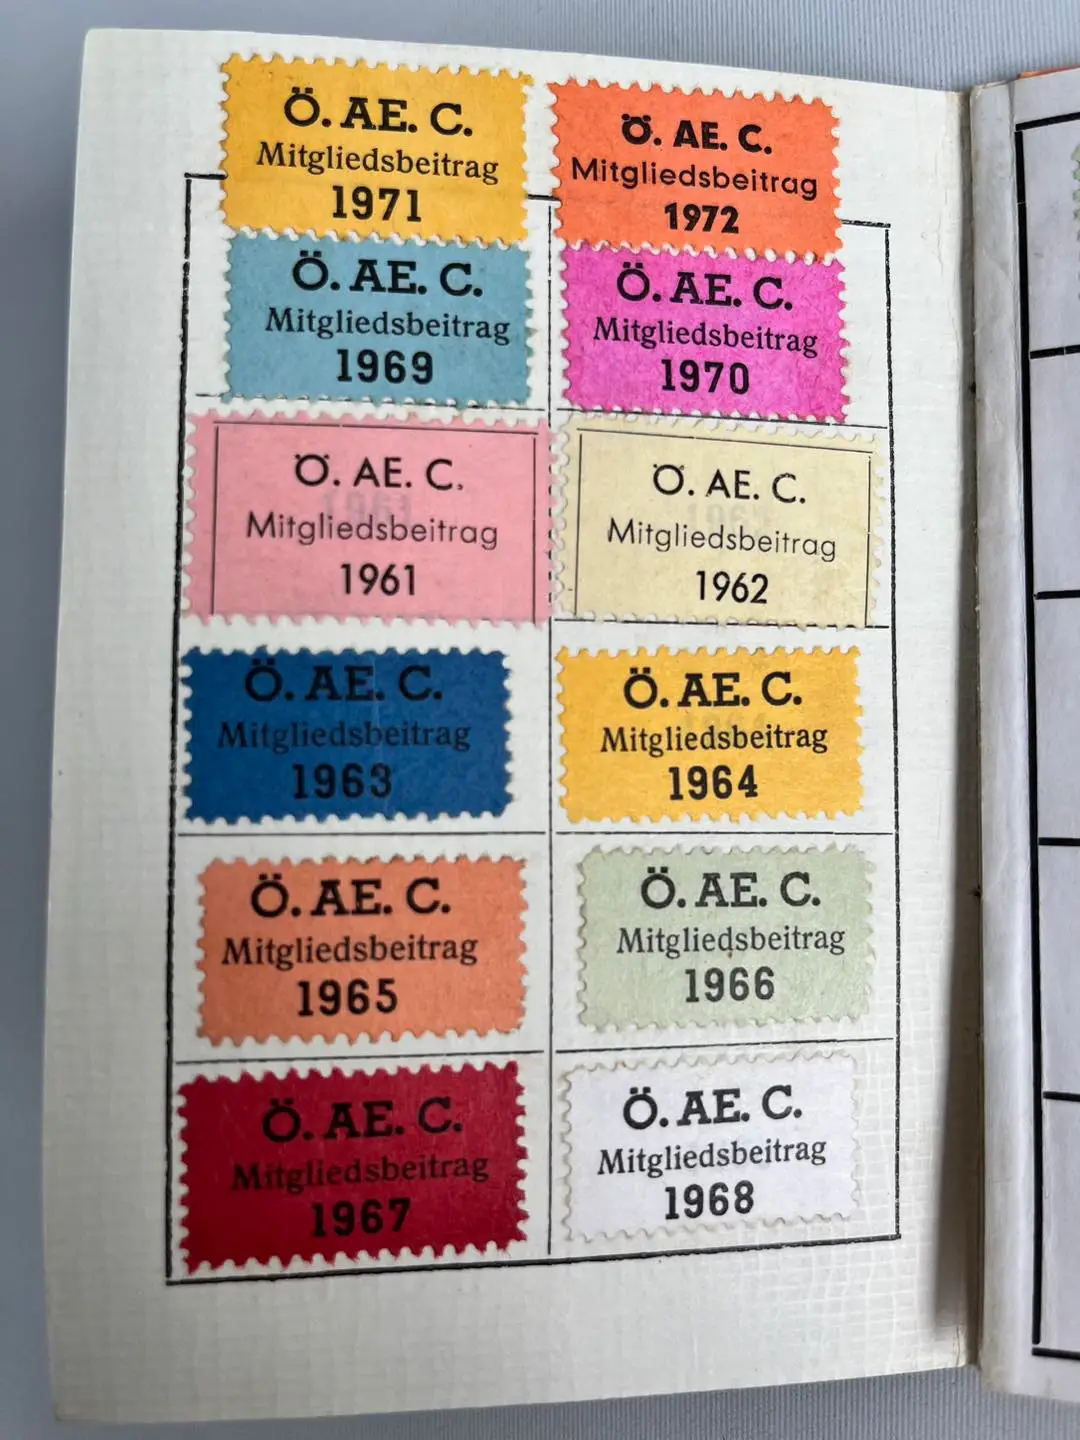 Ö. AE. C.
Mitgliedsbeitrag
1971
Ö. AE. C.
Mitgliedsbeitrag
1972
Ö. AE. C.
Mitgliedsbeitrag
1969
Ö. AE. C.
Mitgliedsbeitrag
1970
Ö. AE. C.
Mitgliedsbeitrag
1961
Ö. AE. C.
Mitgliedsbeitrag
1962
Ö. AE. C.
Mitgliedsbeitrag
1963
Ö. AE. C.
Mitgliedsbeitrag
1964
Ö. AE. C.
Mitgliedsbeitrag
1965
Ö. AE. C.
Mitgliedsbeitrag
1966
Ö. AE. C.
Mitgliedsbeitrag
1967
Ö. AE. C.
Mitgliedsbeitrag
1968